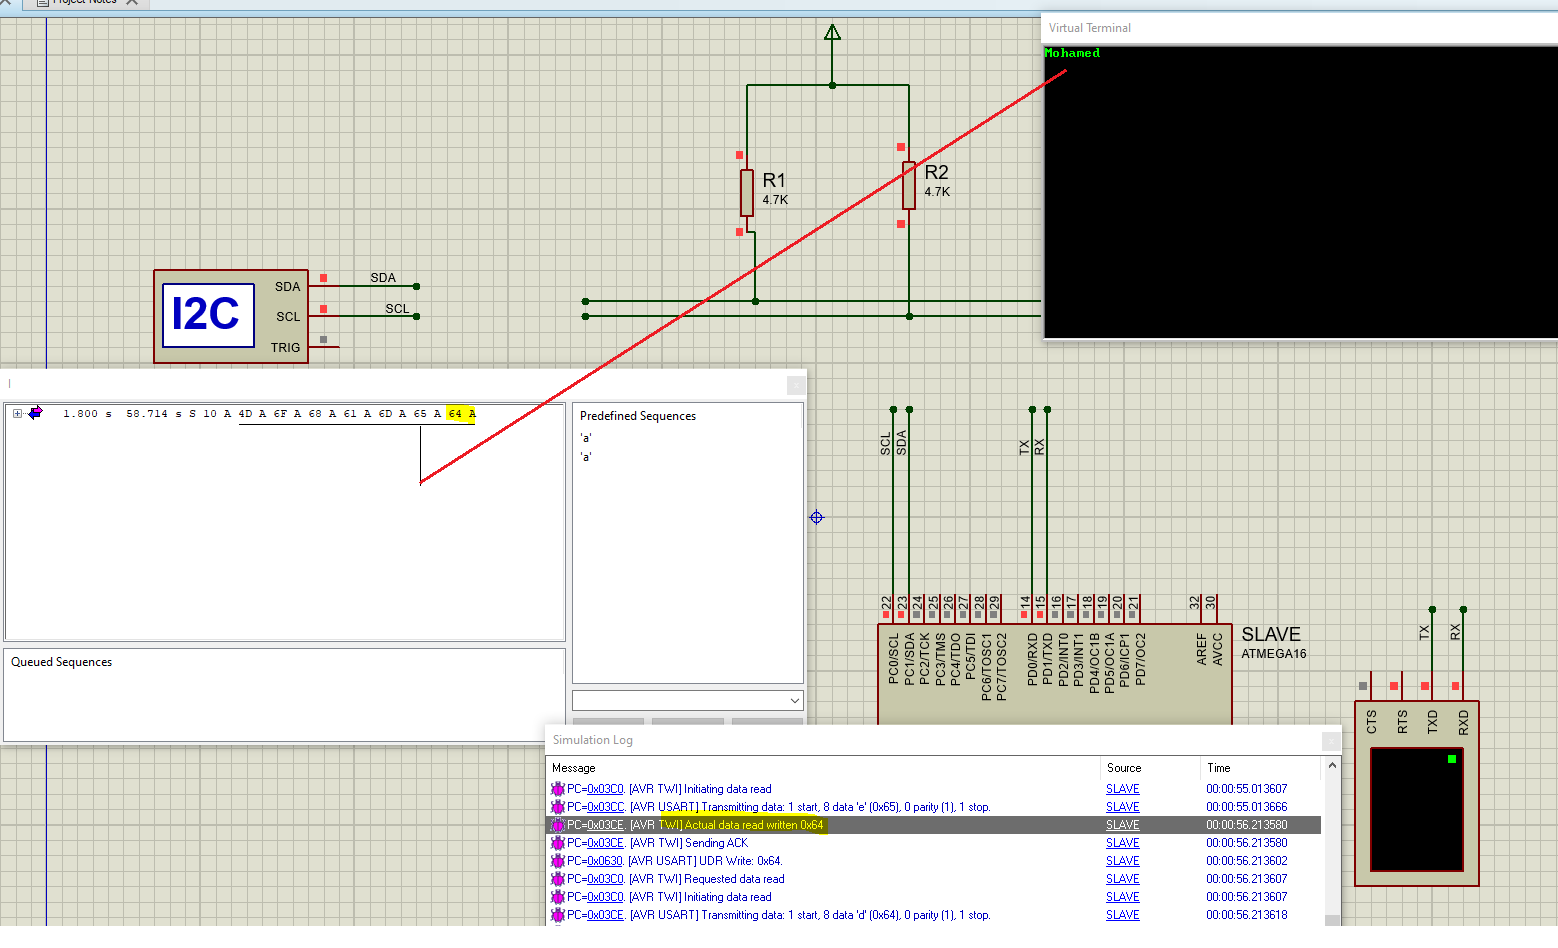 Project Notes
Virtual Terminal
Mohamed
R1
4.7K
R2
4.7K
I2C
SDA
SCL
TRIG
SDA
SCL
1.800 s 58.714 s S 10 A 4D A 6F A 68 A 61 A 6D A 65 A 64 A
Predefined Sequences
'a'
'a'
Queued Sequences
SCL
SDA
TX
RX
22
23
24
25
26
27
28
29
14
15
16
17
18
19
20
21
32
30
PC0/SCL
PC1/SDA
PC2/TCK
PC3/TMS
PC4/TDO
PC5/TDI
PC6/TOSC1
PC7/TOSC2
PD0/RXD
PD1/TXD
PD2/INT0
PD3/INT1
PD4/OC1B
PD5/OC1A
PD6/ICP1
PD7/OC2
AREF
AVCC
SLAVE
ATMEGA16
TX
RX
CTS
RTS
TXD
RXD
Simulation Log
Message Source Time
PC=0x03C0. [AVR TWI] Initiating data read SLAVE 00:00:55.013607
PC=0x03CC. [AVR USART] Transmitting data: 1 start, 8 data 'e' (0x65), 0 parity (1), 1 stop. SLAVE 00:00:55.013666
PC=0x03CE. [AVR TWI] Actual data read written 0x64 SLAVE 00:00:56.213580
PC=0x03CE. [AVR TWI] Sending ACK SLAVE 00:00:56.213580
PC=0x0630. [AVR USART] UDR Write: 0x64. SLAVE 00:00:56.213602
PC=0x03C0. [AVR TWI] Requested data read SLAVE 00:00:56.213607
PC=0x03C0. [AVR TWI] Initiating data read SLAVE 00:00:56.213607
PC=0x03CE. [AVR USART] Transmitting data: 1 start, 8 data 'd' (0x64), 0 parity (1), 1 stop. SLAVE 00:00:56.213618